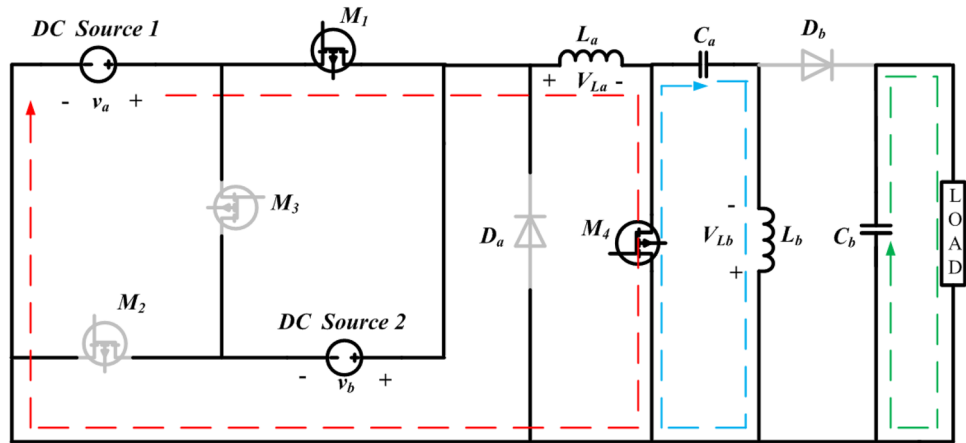 DC Source 1
M1
La
Ca
Db
- va +
+ VLa -
M3
Da
M4
-
VLb
+
Lb
Cb
LOAD
M2
DC Source 2
- vb +